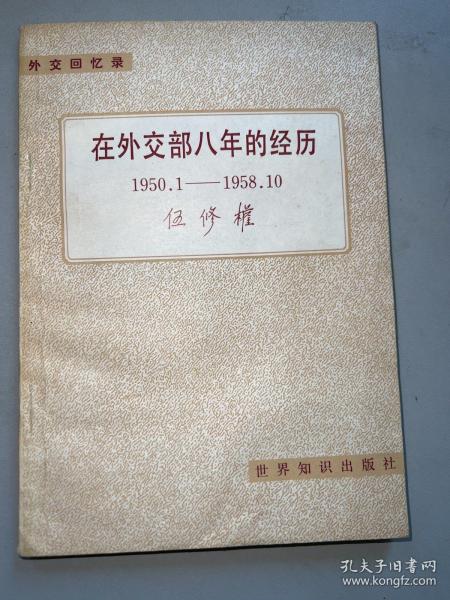 外交回忆录
在外交部八年的经历
1950.1——1958.10
伍修權
世界知识出版社
孔夫子旧书网
www.kongfz.com